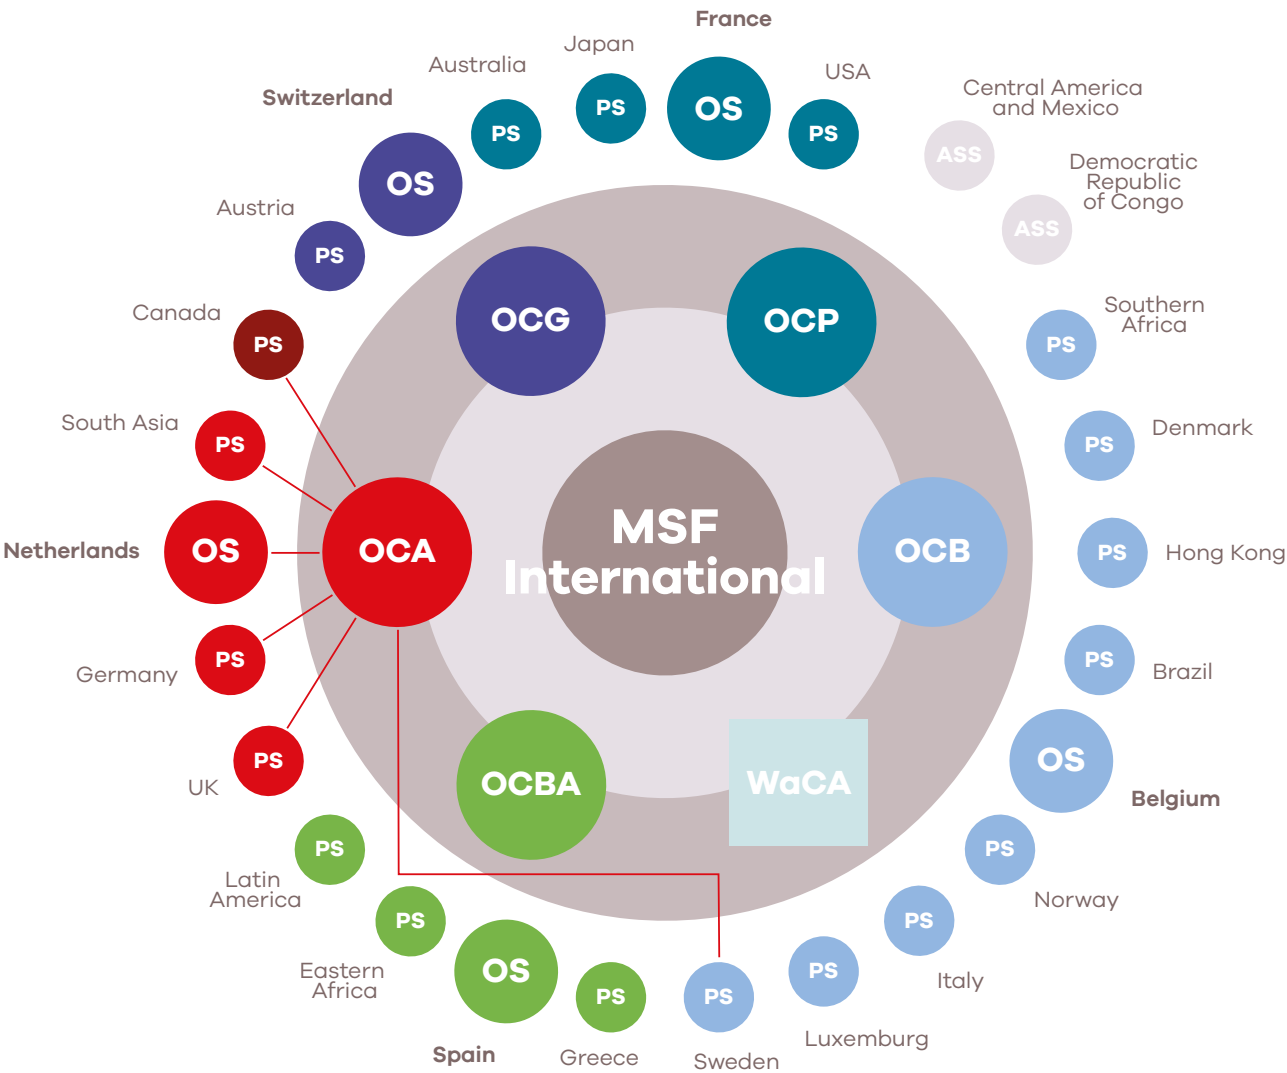 France
Japan
Australia
USA
Switzerland
Central America
and Mexico
PS
OS
PS
PS
ASS
Democratic
Republic
of Congo
OS
Austria
ASS
PS
Canada
Southern
Africa
OCG
OCP
PS
PS
South Asia
PS
Denmark
PS
MSF
International
Netherlands
OS
OCA
OCB
PS
Hong Kong
PS
Germany
PS
Brazil
UK
PS
OCBA
WaCA
OS
Belgium
PS
PS
Latin
America
Norway
PS
PS
Eastern
Africa
OS
PS
Italy
PS
PS
Luxemburg
Spain
Greece
Sweden